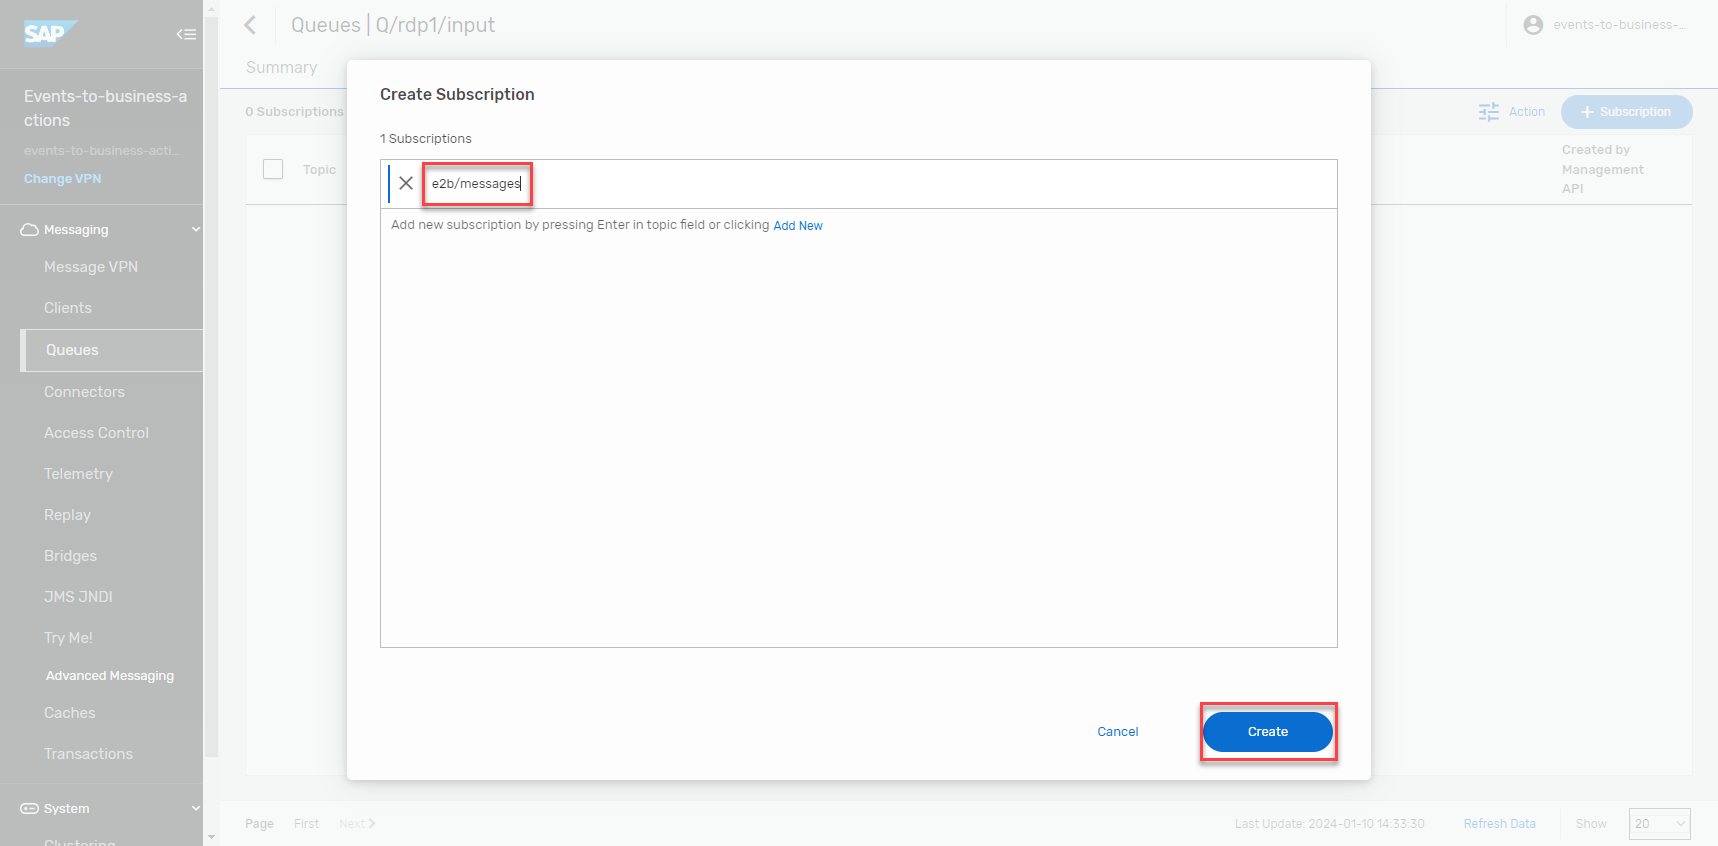 SAP
Events-to-business-a
ctions
events-to-business-acti...
Change VPN
Messaging
Message VPN
Clients
Queues
Connectors
Access Control
Telemetry
Replay
Bridges
JMS JNDI
Try Me!
Advanced Messaging
Caches
Transactions
System
Clustering
Queues | Q/rdp1/input
events-to-business-...
Summary
0 Subscriptions
Action
+ Subscription
Topic
Created by
Management
API
Create Subscription
1 Subscriptions
e2b/messages
Add new subscription by pressing Enter in topic field or clicking Add New
Cancel
Create
Page First Next
Last Update: 2024-01-10 14:33:30
Refresh Data
Show 20